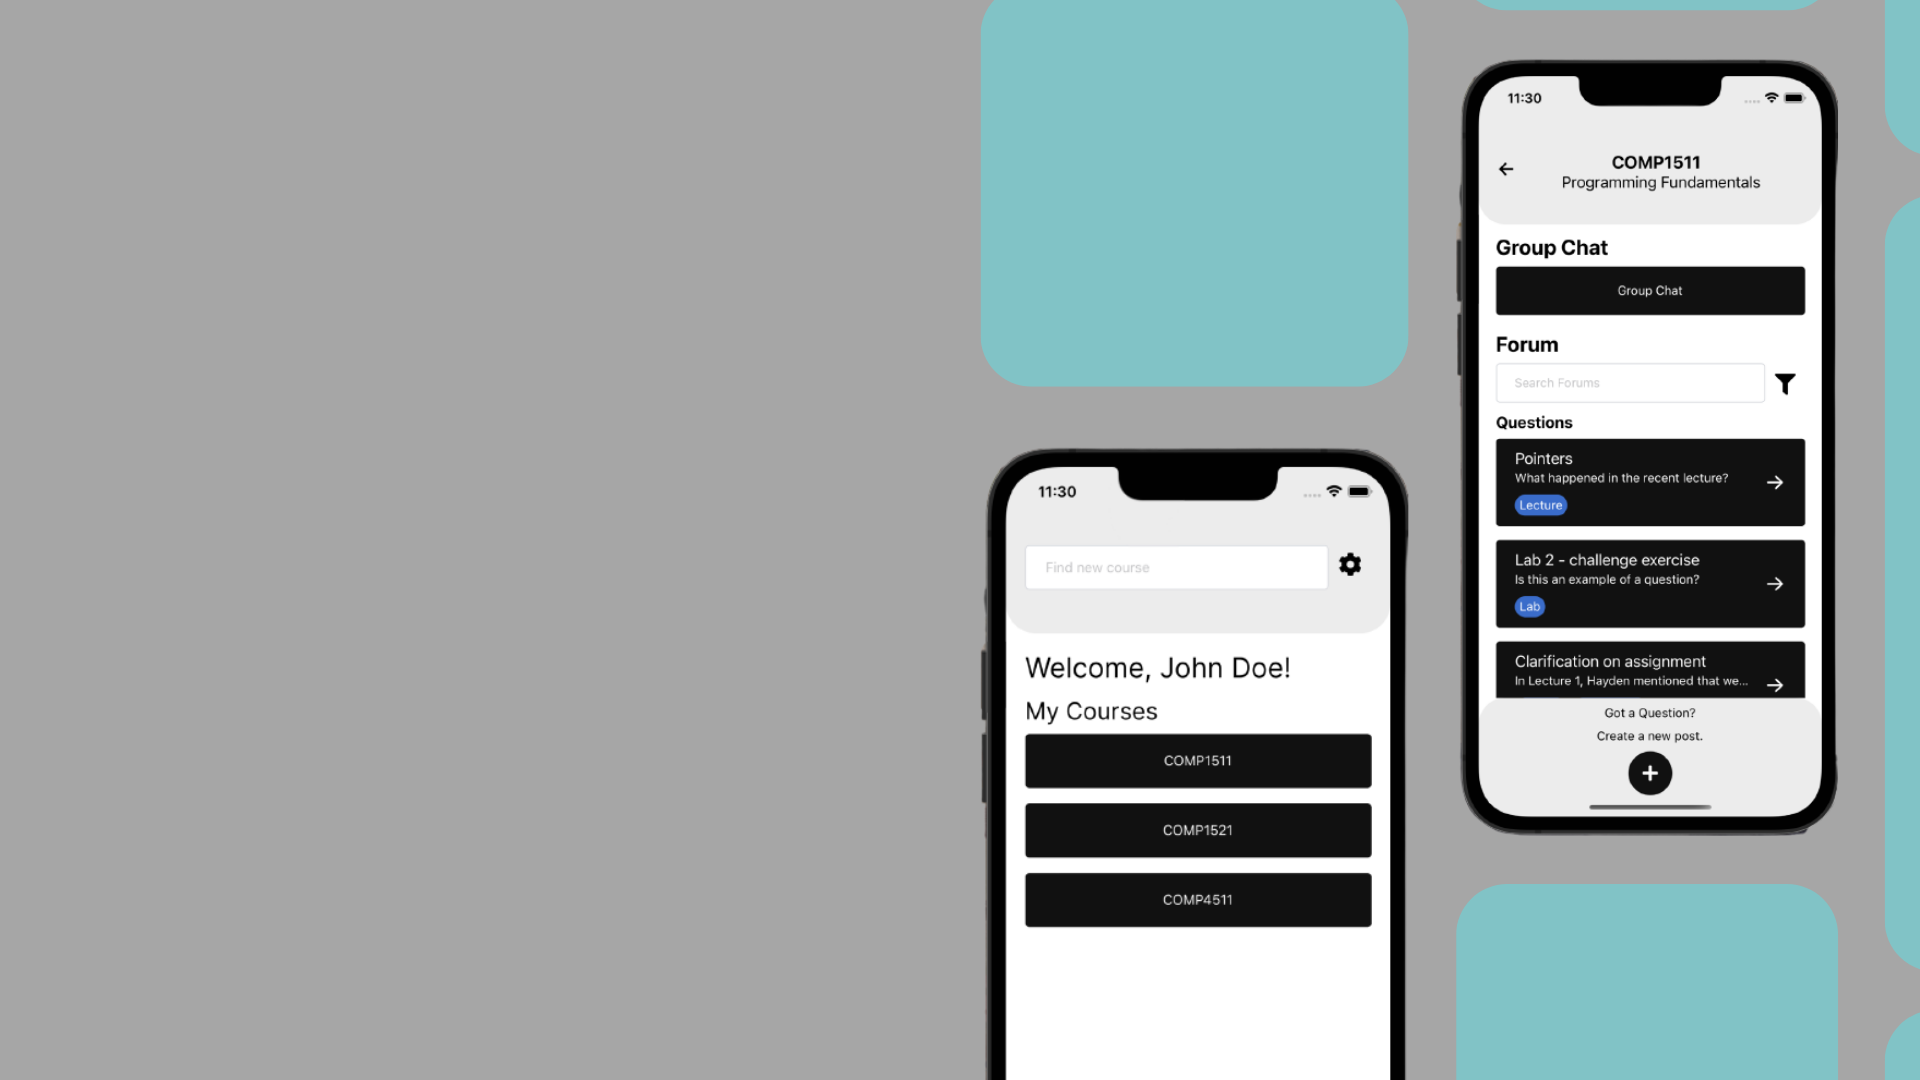 11:30
Find new course
Welcome, John Doe!
My Courses
COMP1511
COMP1521
COMP4511
11:30
COMP1511
Programming Fundamentals
Group Chat
Group Chat
Forum
Search Forums
Questions
Pointers
What happened in the recent lecture?
Lecture
Lab 2 - challenge exercise
Is this an example of a question?
Lab
Clarification on assignment
In Lecture 1, Hayden mentioned that we...
Got a Question?
Create a new post.